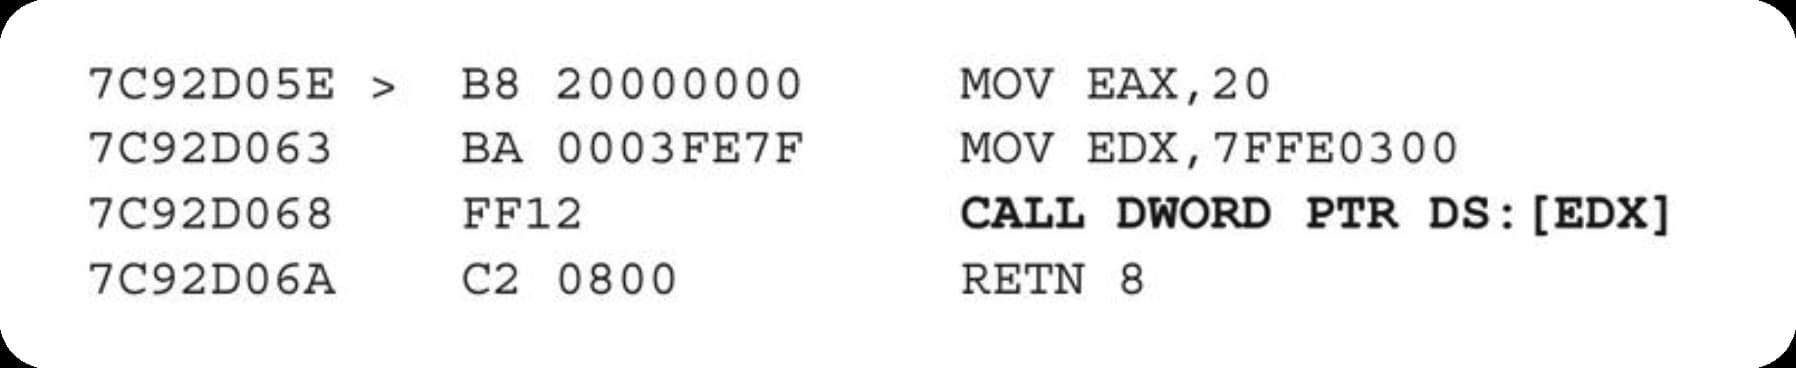 7C92D05E > B8 20000000 MOV EAX,20
7C92D063 BA 0003FE7F MOV EDX,7FFE0300
7C92D068 FF12 CALL DWORD PTR DS:[EDX]
7C92D06A C2 0800 RETN 8